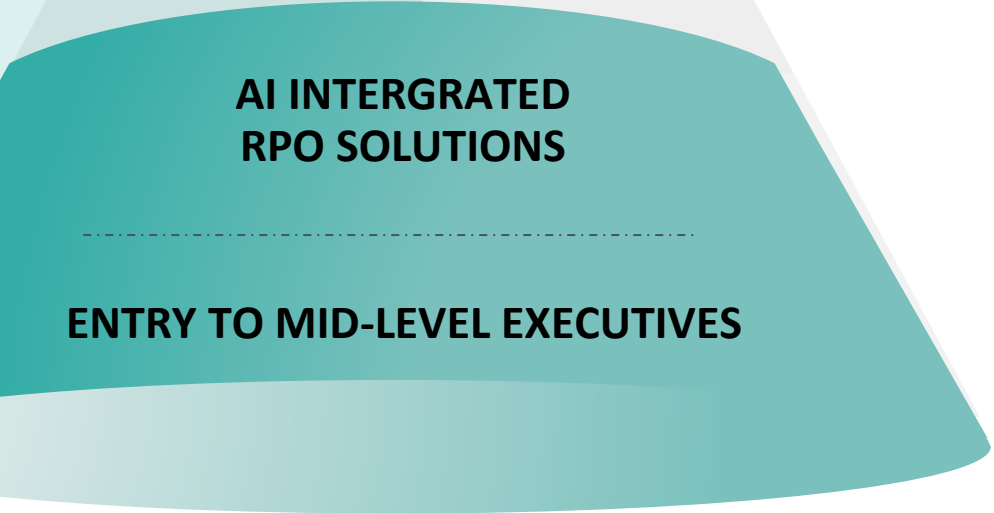 AI INTERGRATED
RPO SOLUTIONS
ENTRY TO MID-LEVEL EXECUTIVES